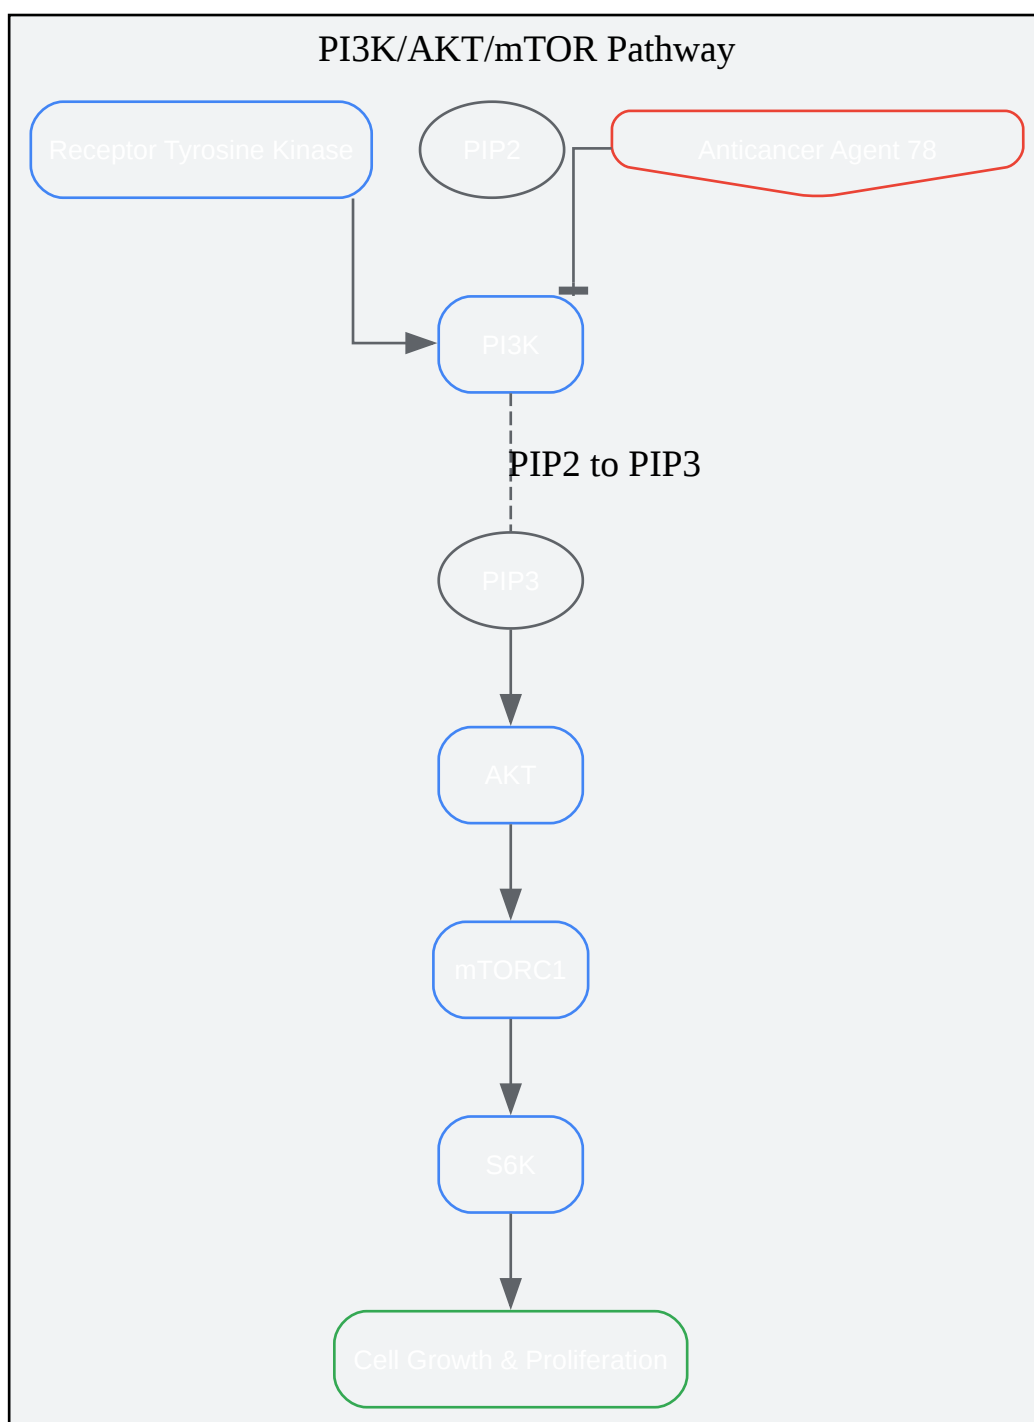 PI3K/AKT/mTOR Pathway
Receptor Tyrosine Kinase
PIP2
Anticancer Agent 78
PI3K
PIP2 to PIP3
PIP3
AKT
mTORC1
S6K
Cell Growth & Proliferation